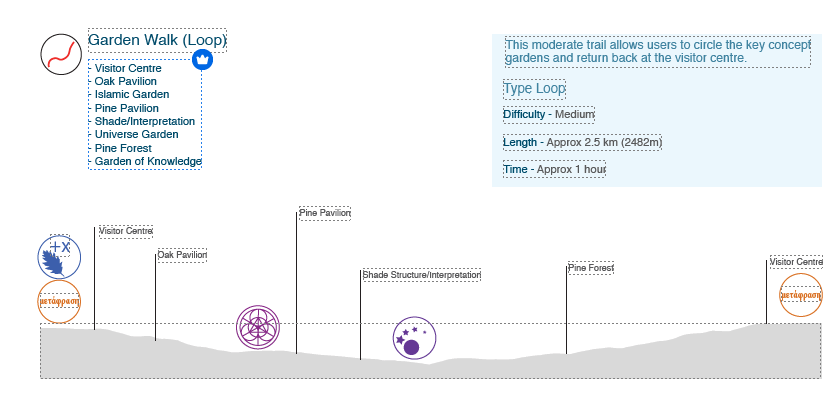 Garden Walk (Loop)
- Visitor Centre
- Oak Pavilion
- Islamic Garden
- Pine Pavilion
- Shade/Interpretation
- Universe Garden
- Pine Forest
- Garden of Knowledge
This moderate trail allows users to circle the key concept
gardens and return back at the visitor centre.
Type Loop
Difficulty - Medium
Length - Approx 2.5 km (2482m)
Time - Approx 1 hour
Pine Pavilion
Visitor Centre
Oak Pavilion
Shade Structure/Interpretation
Pine Forest
Visitor Centre
+x
μετάφραση
μετάφραση